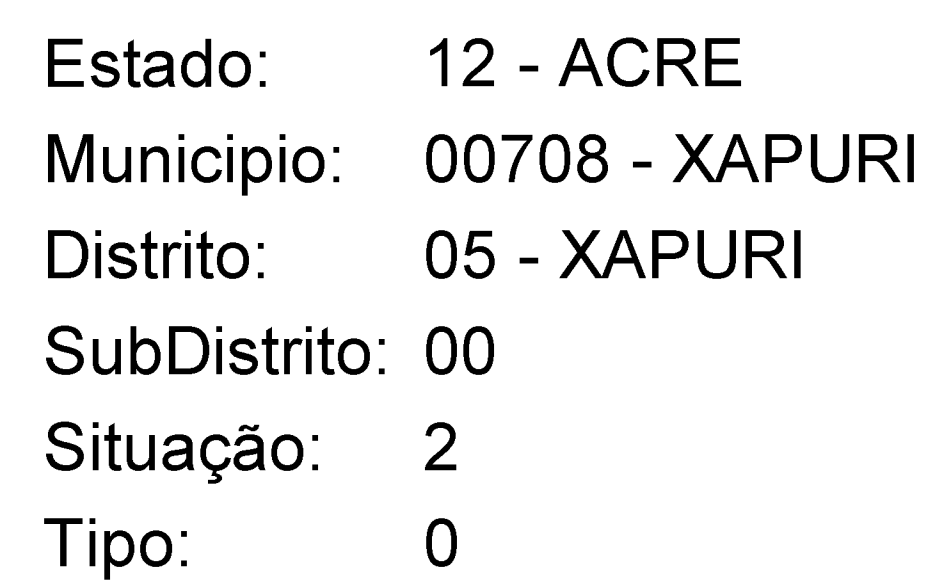 Estado: 12 - ACRE
Municipio: 00708 - XAPURI
Distrito: 05 - XAPURI
SubDistrito: 00
Situação: 2
Tipo: 0